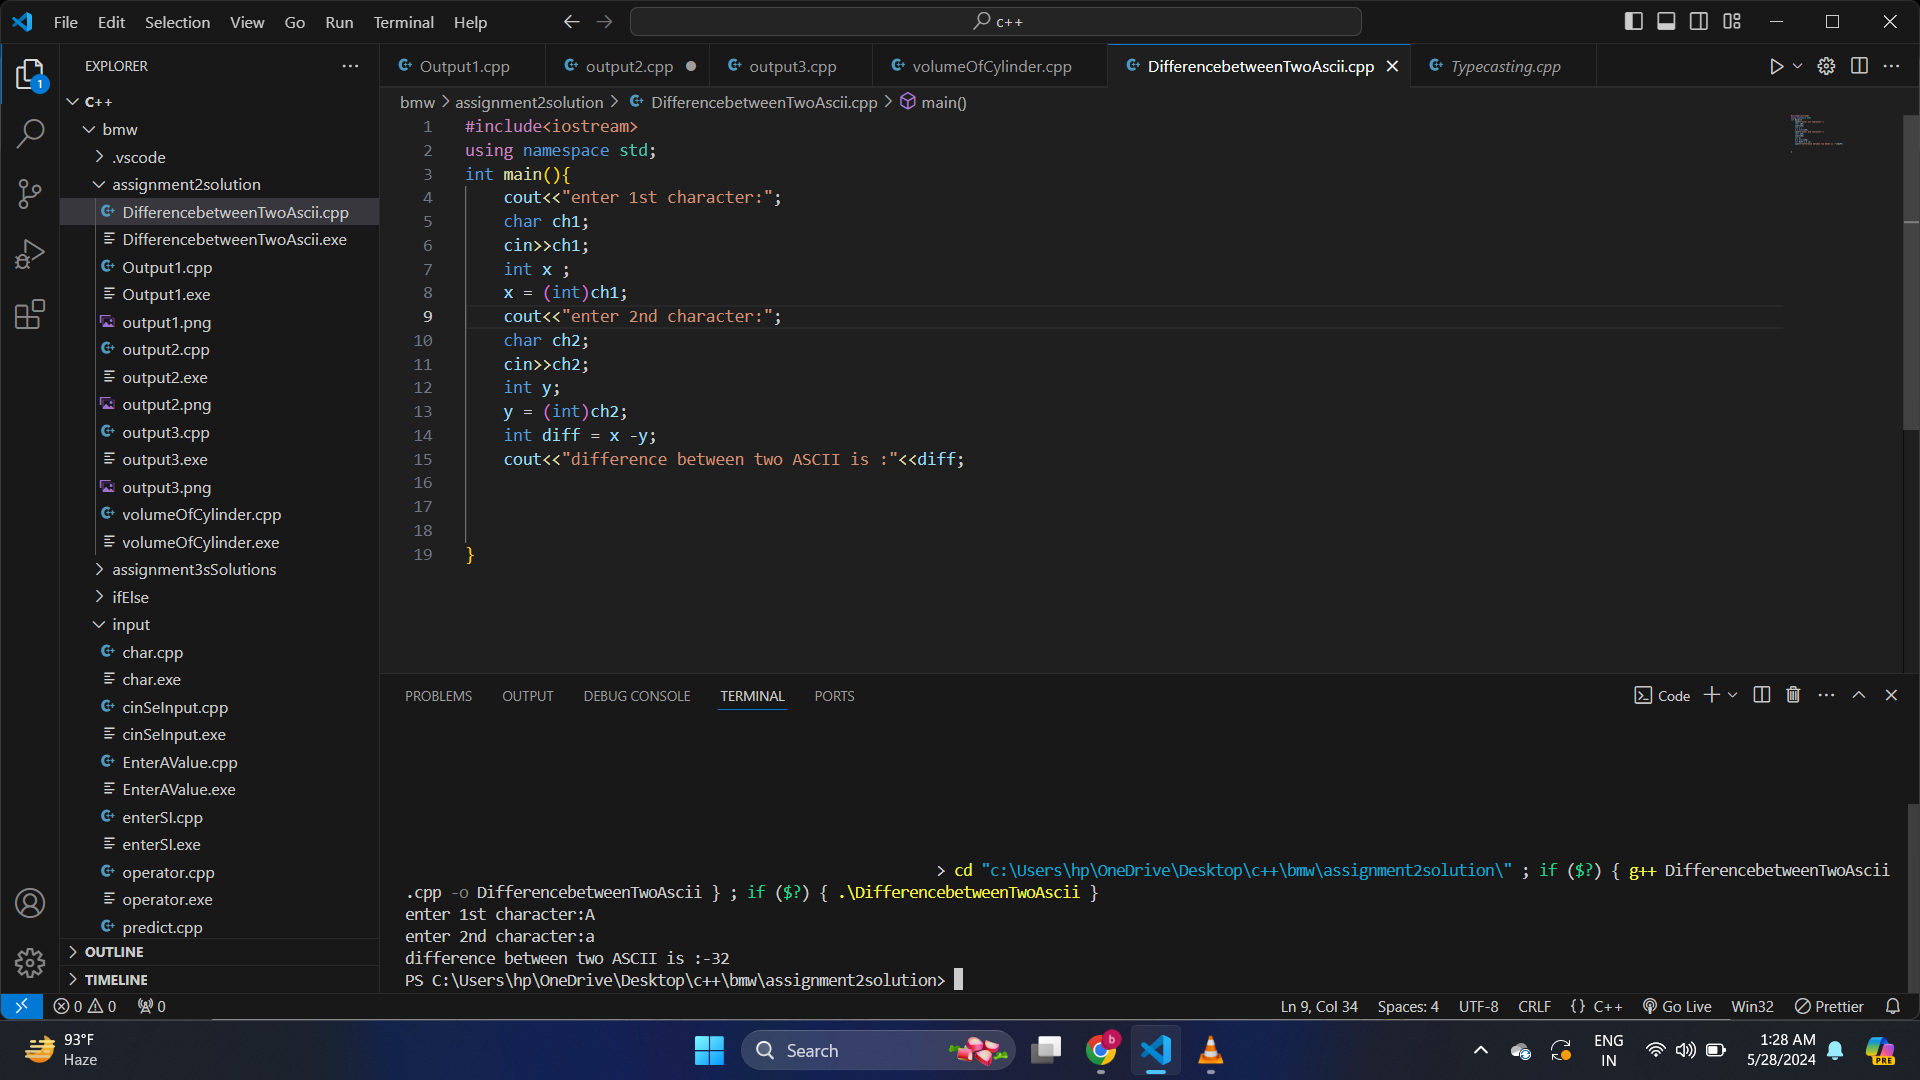 File Edit Selection View Go Run Terminal Help
c++
EXPLORER
C++
bmw
.vscode
assignment2solution
DifferencebetweenTwoAscii.cpp
DifferencebetweenTwoAscii.exe
Output1.cpp
Output1.exe
output1.png
output2.cpp
output2.exe
output2.png
output3.cpp
output3.exe
output3.png
volumeOfCylinder.cpp
volumeOfCylinder.exe
assignment3sSolutions
ifElse
input
char.cpp
char.exe
cinSeInput.cpp
cinSeInput.exe
EnterAValue.cpp
EnterAValue.exe
enterSI.cpp
enterSI.exe
operator.cpp
operator.exe
predict.cpp
OUTLINE
TIMELINE
1
Output1.cpp output2.cpp output3.cpp volumeOfCylinder.cpp DifferencebetweenTwoAscii.cpp Typecasting.cpp
bmw > assignment2solution > DifferencebetweenTwoAscii.cpp > main()
1 #include<iostream>
2 using namespace std;
3 int main(){
4 cout<<"enter 1st character:";
5 char ch1;
6 cin>>ch1;
7 int x ;
8 x = (int)ch1;
9 cout<<"enter 2nd character:";
10 char ch2;
11 cin>>ch2;
12 int y;
13 y = (int)ch2;
14 int diff = x -y;
15 cout<<"difference between two ASCII is :"<<diff;
16
17
18
19 }
PROBLEMS OUTPUT DEBUG CONSOLE TERMINAL PORTS
Code
> cd "c:\Users\hp\OneDrive\Desktop\c++\bmw\assignment2solution\" ; if ($?) { g++ DifferencebetweenTwoAscii
.cpp -o DifferencebetweenTwoAscii } ; if ($?) { .\DifferencebetweenTwoAscii }
enter 1st character:A
enter 2nd character:a
difference between two ASCII is :-32
PS C:\Users\hp\OneDrive\Desktop\c++\bmw\assignment2solution>
0 0 0
Ln 9, Col 34 Spaces: 4 UTF-8 CRLF {} C++ Go Live Win32 Prettier
93°F
Haze
Search
b
ENG
IN
1:28 AM
5/28/2024
PRE